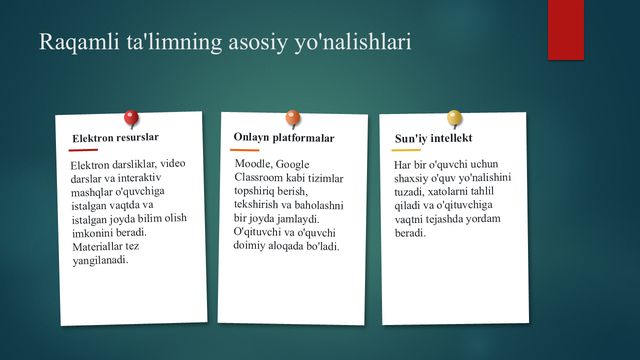 Raqamli ta'limning asosiy yo'nalishlari
Elektron resurslar
Elektron darsliklar, video
darslar va interaktiv
mashqlar o'quvchiga
istalgan vaqtda va
istalgan joyda bilim olish
imkonini beradi.
Materiallar tez
yangilanadi.
Onlayn platformalar
Moodle, Google
Classroom kabi tizimlar
topshiriq berish,
tekshirish va baholashni
bir joyda jamlaydi.
O'qituvchi va o'quvchi
doimiy aloqada bo'ladi.
Sun'iy intellekt
Har bir o'quvchi uchun
shaxsiy o'quv yo'nalishini
tuzadi, xatolarni tahlil
qiladi va o'qituvchiga
vaqtni tejashda yordam
beradi.